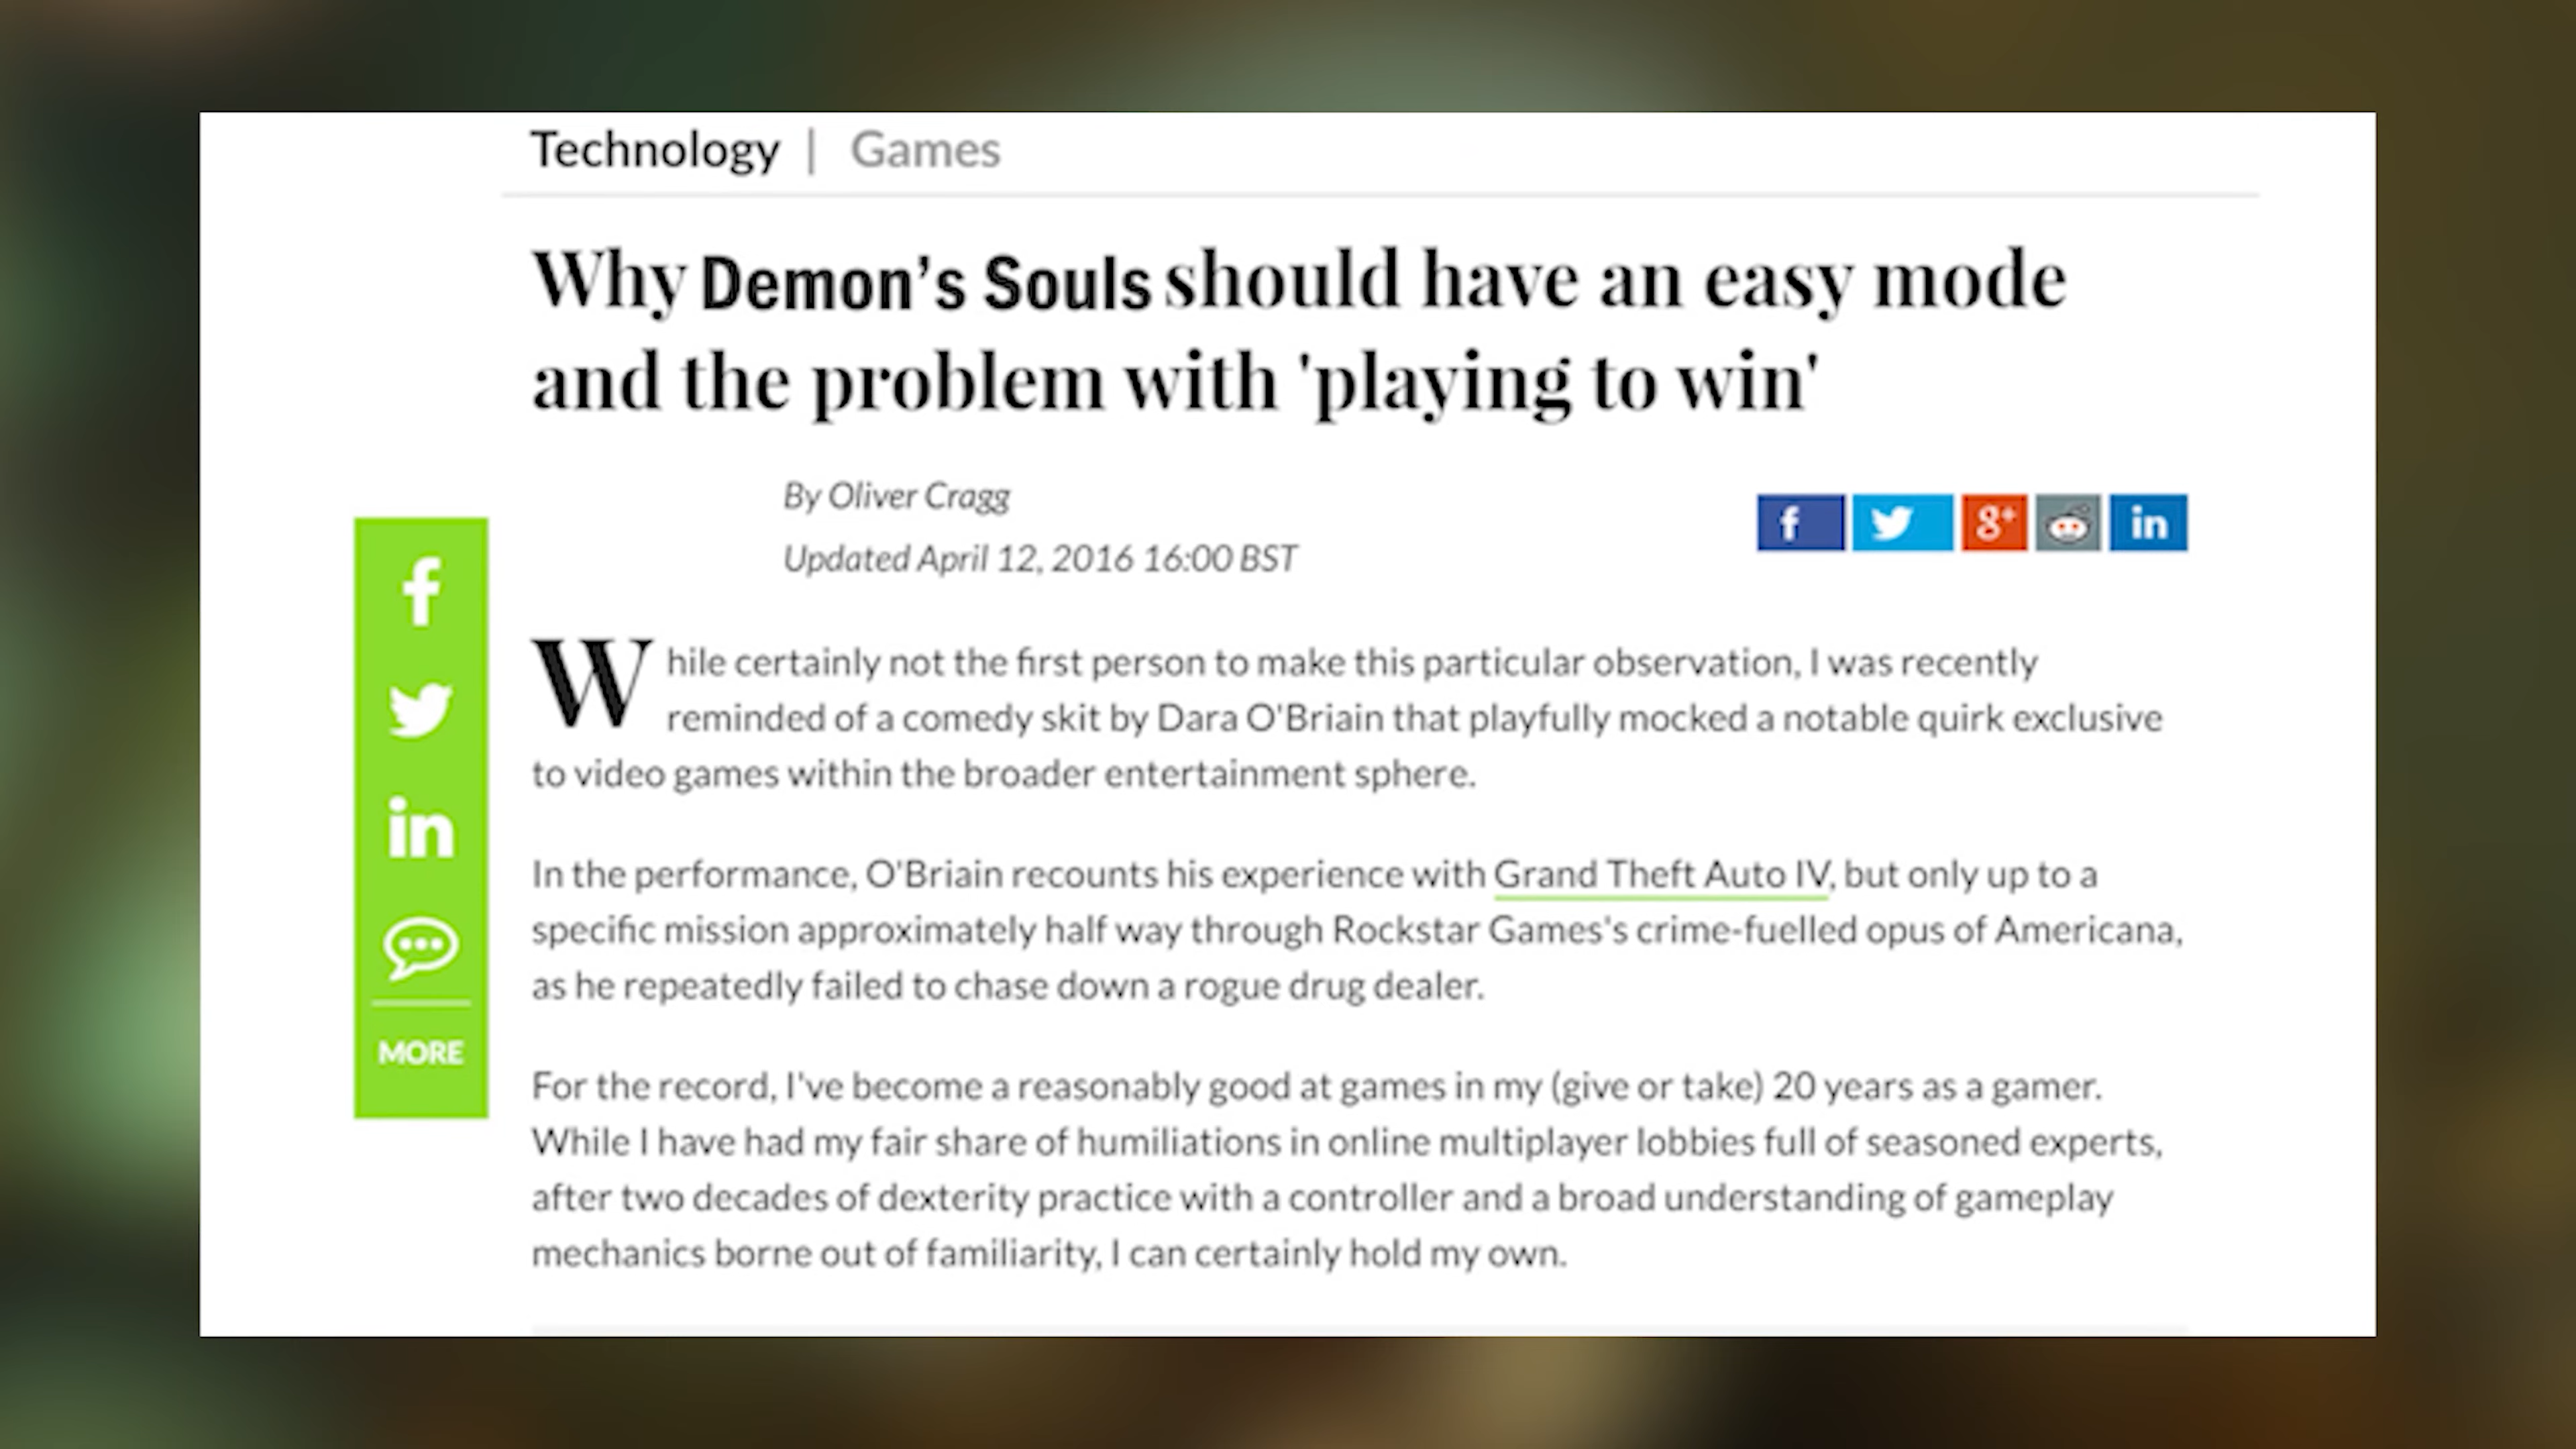 Technology | Games
Why Demon's Souls should have an easy mode
and the problem with 'playing to win'
By Oliver Cragg
Updated April 12, 2016 16:00 BST
f
8+
in
f
in
MORE
While certainly not the first person to make this particular observation, I was recently
reminded of a comedy skit by Dara O'Briain that playfully mocked a notable quirk exclusive
to video games within the broader entertainment sphere.
In the performance, O'Briain recounts his experience with Grand Theft Auto IV, but only up to a
specific mission approximately half way through Rockstar Games's crime-fuelled opus of Americana,
as he repeatedly failed to chase down a rogue drug dealer.
For the record, I've become a reasonably good at games in my (give or take) 20 years as a gamer.
While I have had my fair share of humiliations in online multiplayer lobbies full of seasoned experts,
after two decades of dexterity practice with a controller and a broad understanding of gameplay
mechanics borne out of familiarity, I can certainly hold my own.